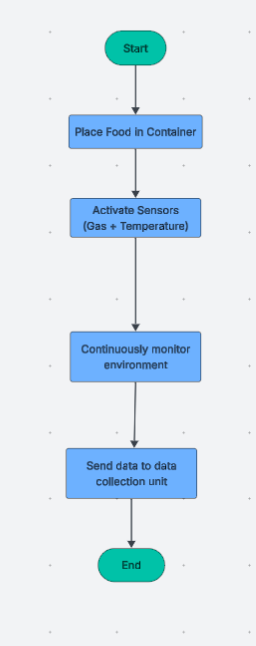 Start
Place Food in Container
Activate Sensors
(Gas + Temperature)
Continuously monitor
environment
Send data to data
collection unit
End